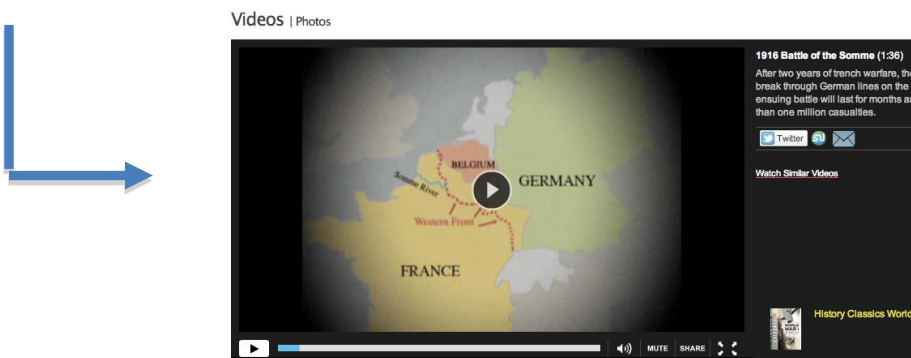 Videos | Photos
1916 Battle of the Somme (1:36)
After two years of trench warfare, the
break through German lines on the
ensuing battle will last for months
than one million casualties.
Twitter
Watch Similar Videos
BELGIUM
Somme River
GERMANY
Western Front
FRANCE
History Classics World
MUTE SHARE